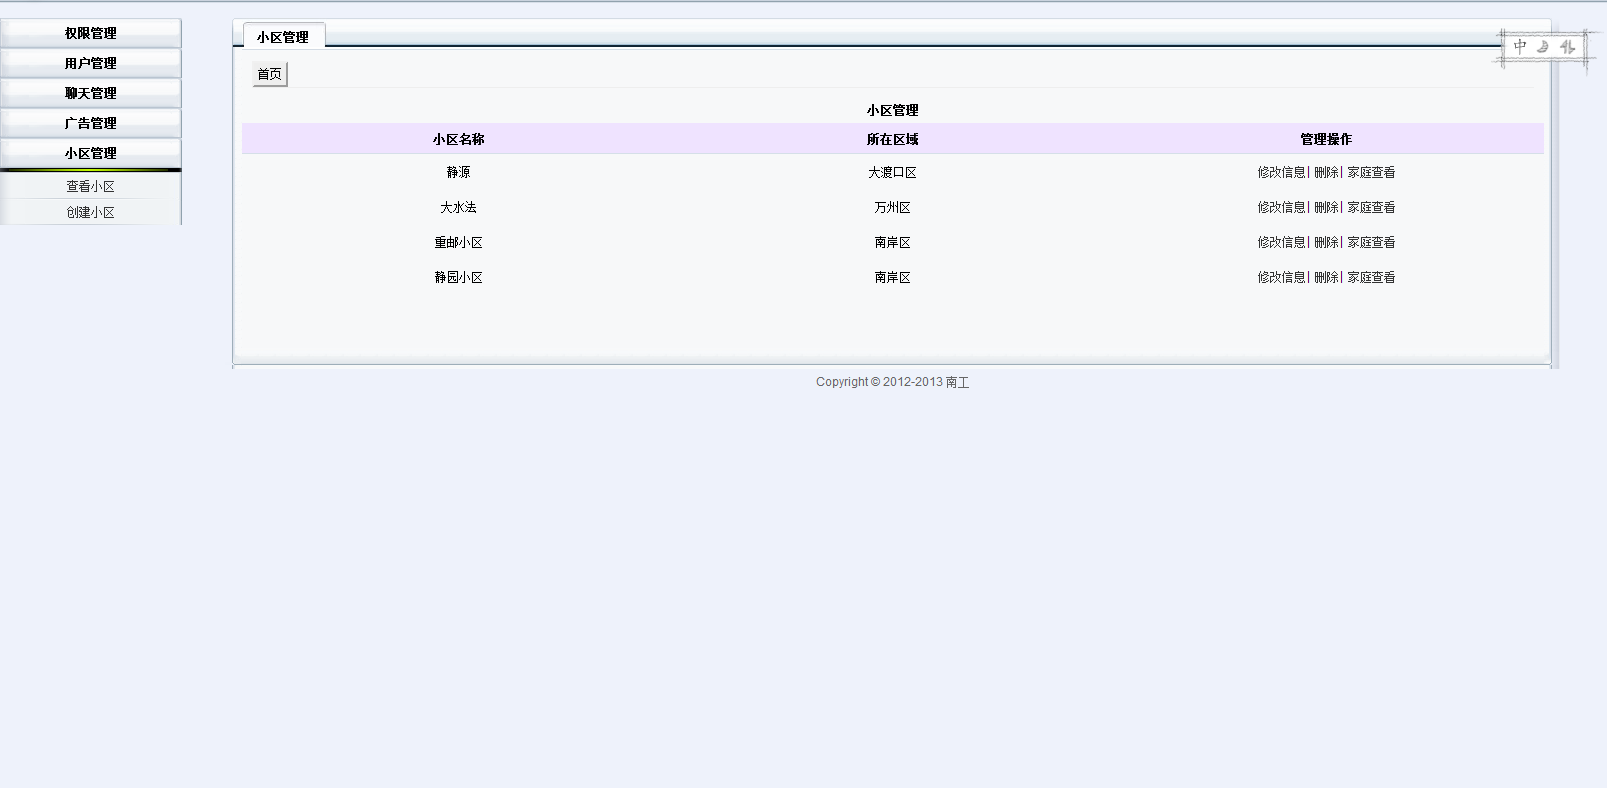 权限管理
用户管理
聊天管理
广告管理
小区管理
查看小区
创建小区
小区管理
首页
小区管理
小区名称 所在区域 管理操作
静源 大渡口区 修改信息| 删除| 家庭查看
大水法 万州区 修改信息| 删除| 家庭查看
重邮小区 南岸区 修改信息| 删除| 家庭查看
静园小区 南岸区 修改信息| 删除| 家庭查看
Copyright © 2012-2013 南工
中